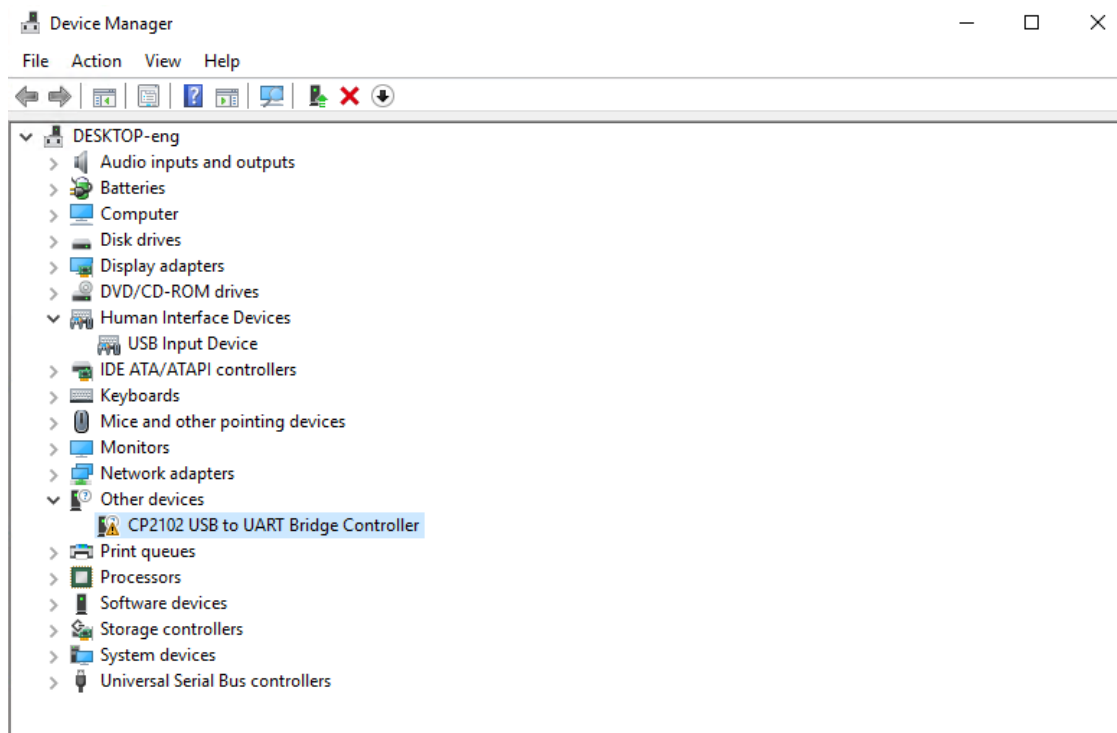 Device Manager
File Action View Help
DESKTOP-eng
Audio inputs and outputs
Batteries
Computer
Disk drives
Display adapters
DVD/CD-ROM drives
Human Interface Devices
USB Input Device
IDE ATA/ATAPI controllers
Keyboards
Mice and other pointing devices
Monitors
Network adapters
Other devices
CP2102 USB to UART Bridge Controller
Print queues
Processors
Software devices
Storage controllers
System devices
Universal Serial Bus controllers